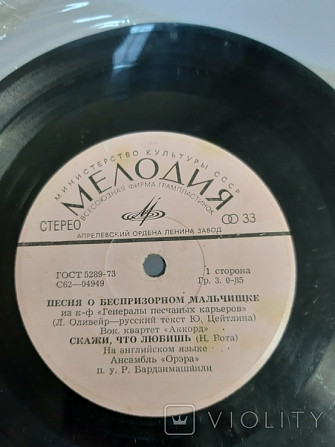 МИНИСТЕРСТВО КУЛЬТУРЫ СССР
МЕЛОДИЯ
ВСЕСОЮЗНАЯ ФИРМА ГРАМПЛАСТИНОК
СТЕРЕО
33
АПРЕЛЕВСКИЙ ОРДЕНА ЛЕНИНА ЗАВОД
ГОСТ 5289-73
С62—04949
1 сторона
Гр. 3. 0-85
ПЕСНЯ О БЕСПРИЗОРНОМ МАЛЬЧИШКЕ
из к-ф «Генералы песчаных карьеров»
(Л. Оливейр—русский текст Ю. Цейтлина)
Вок. квартет «Аккорд»
СКАЖИ, ЧТО ЛЮБИШЬ (Н. Рота)
На английском языке
Ансамбль «Орэра»
п. у. Р. Бардзимашвили
VIOLITY